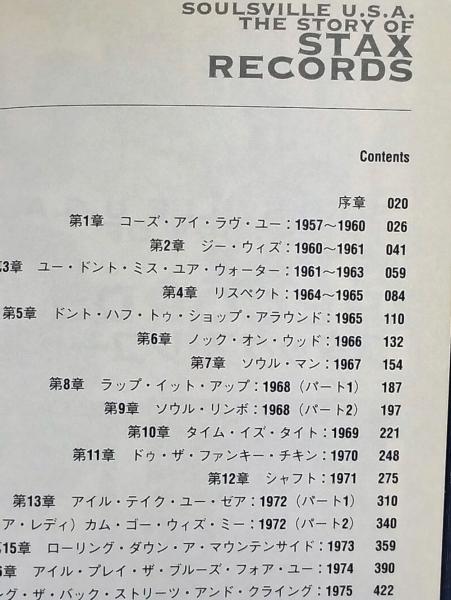 SOULSVILLE U.S.A.
THE STORY OF
STAX
RECORDS
Contents
序章 020
第1章 コーズ・アイ・ラヴ・ユー：1957〜1960 026
第2章 ジー・ウィズ：1960〜1961 041
第3章 ユー・ドント・ミス・ユア・ウォーター：1961〜1963 059
第4章 リスペクト：1964〜1965 084
第5章 ドント・ハフ・トゥ・ショップ・アラウンド：1965 110
第6章 ノック・オン・ウッド：1966 132
第7章 ソウル・マン：1967 154
第8章 ラップ・イット・アップ：1968（パート1） 187
第9章 ソウル・リンボ：1968（パート2） 197
第10章 タイム・イズ・タイト：1969 221
第11章 ドゥ・ザ・ファンキー・チキン：1970 248
第12章 シャフト：1971 275
第13章 アイル・テイク・ユー・ゼア：1972（パート1） 310
ア・レディ）カム・ゴー・ウィズ・ミー：1972（パート2） 340
第15章 ローリング・ダウン・ア・マウンテンサイド：1973 359
章 アイル・プレイ・ザ・ブルーズ・フォア・ユー：1974 390
ング・ザ・バック・ストリーツ・アンド・クライング：1975 422